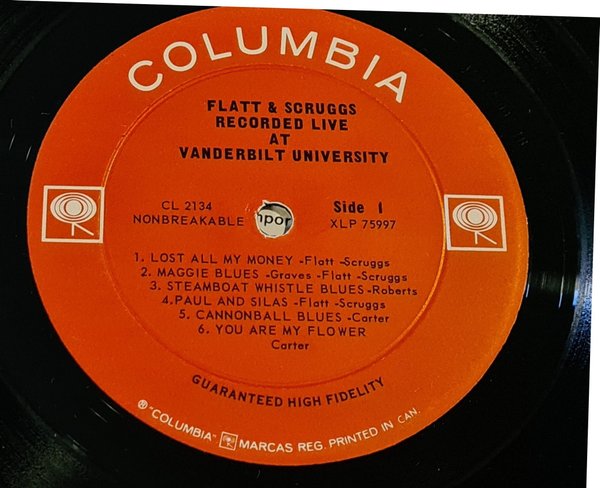 COLUMBIA
FLATT & SCRUGGS
RECORDED LIVE
AT
VANDERBILT UNIVERSITY
CL 2134
NONBREAKABLE
Side 1
XLP 75997
1. LOST ALL MY MONEY -Flatt -Scruggs
2. MAGGIE BLUES -Graves -Flatt -Scruggs
3. STEAMBOAT WHISTLE BLUES -Roberts
4. PAUL AND SILAS -Flatt -Scruggs
5. CANNONBALL BLUES -Carter
6. YOU ARE MY FLOWER
Carter
GUARANTEED HIGH FIDELITY
® "COLUMBIA" MARCAS REG. PRINTED IN CAN.